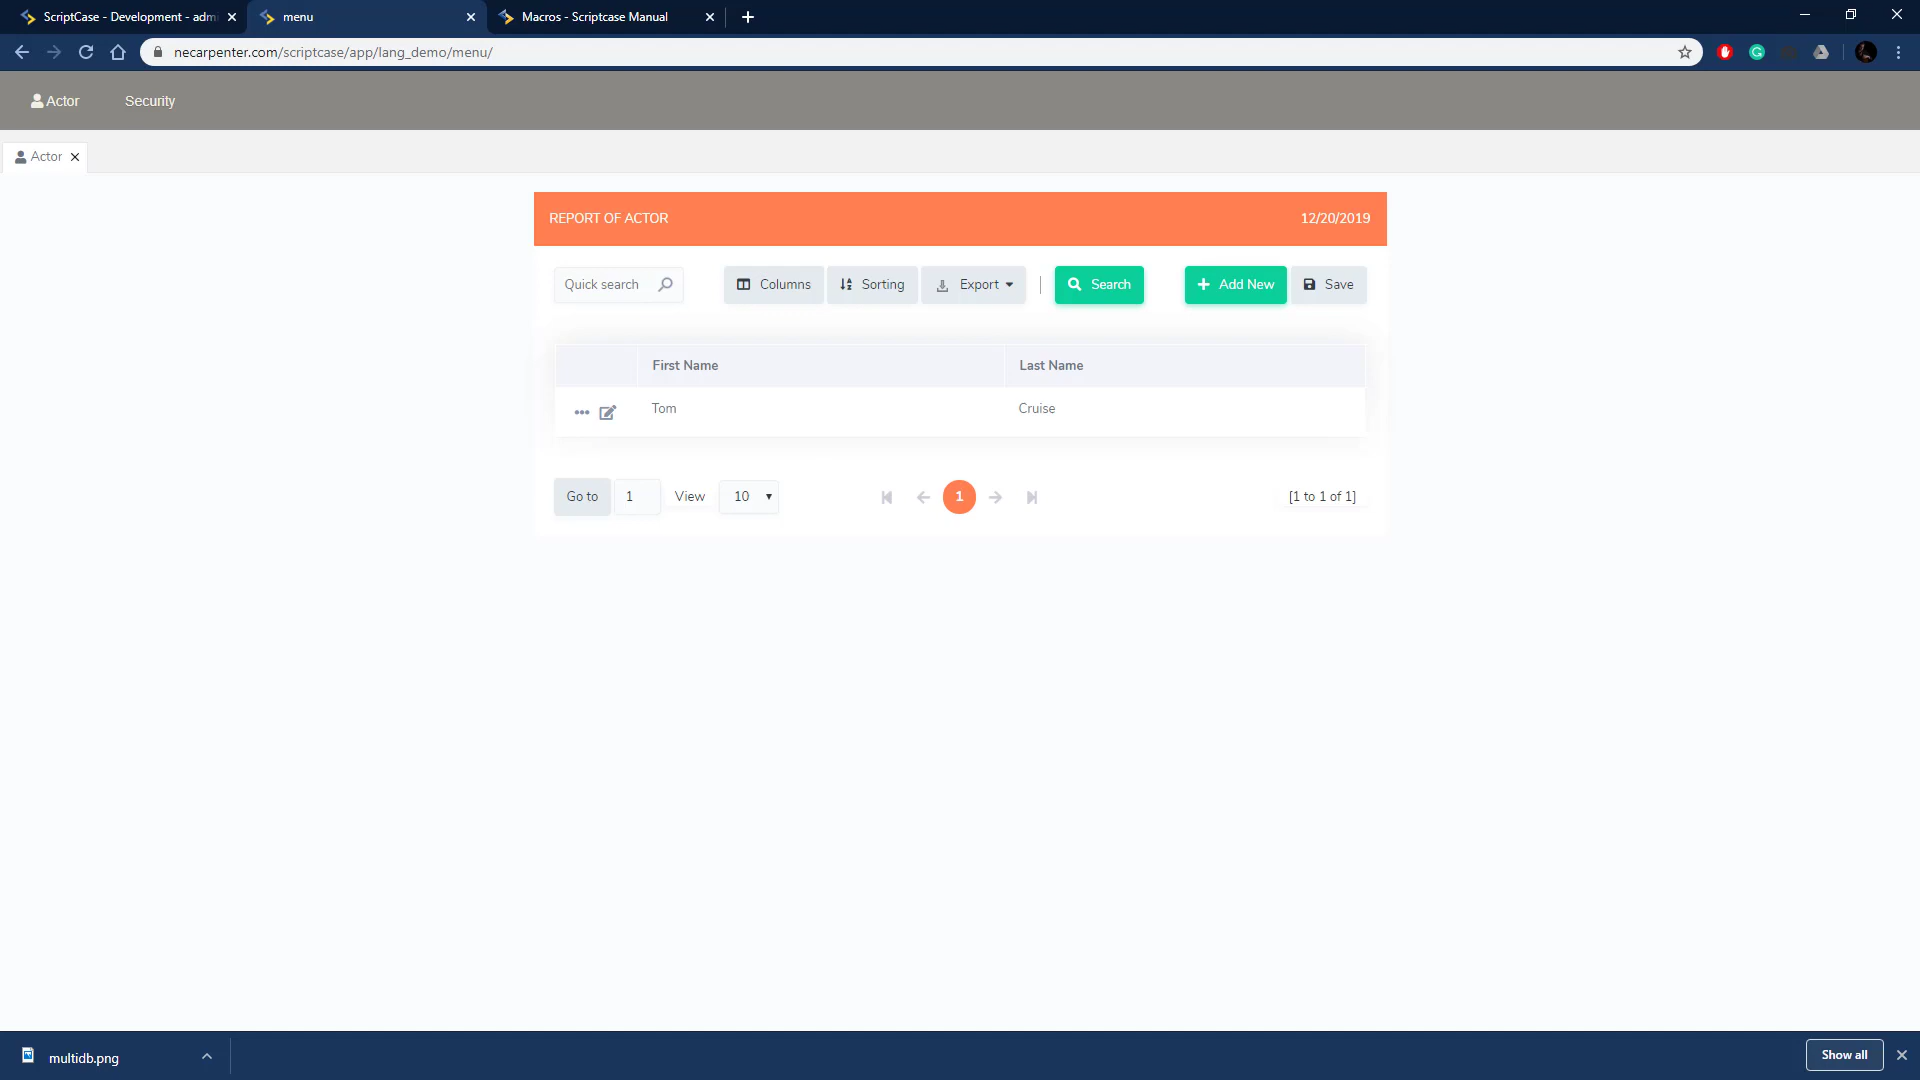 ScriptCase - Development - adm
menu
Macros - Scriptcase Manual
necarpenter.com/scriptcase/app/lang_demo/menu/
Actor Security
Actor
REPORT OF ACTOR 12/20/2019
Quick search Columns Sorting Export Search Add New Save
First Name Last Name
Tom Cruise
Go to 1 View 10 1 [1 to 1 of 1]
multidb.png Show all